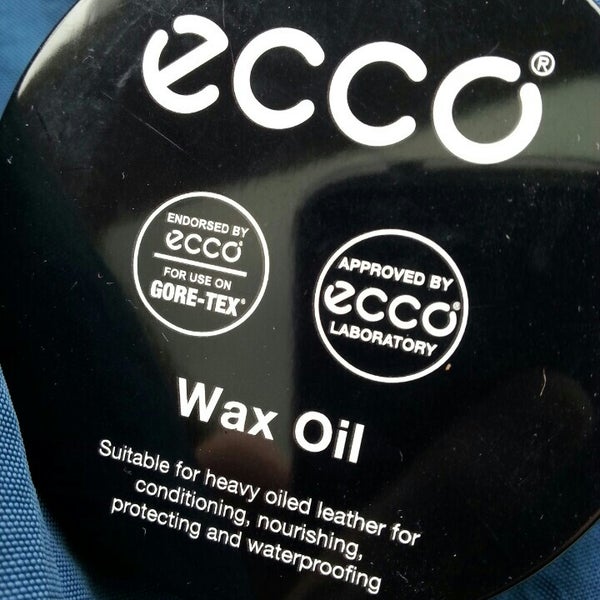 ecco®
ENDORSED BY
ecco
FOR USE ON
GORE-TEX®
APPROVED BY
ecco®
LABORATORY
Wax Oil
Suitable for heavy oiled leather for
conditioning, nourishing,
protecting and waterproofing